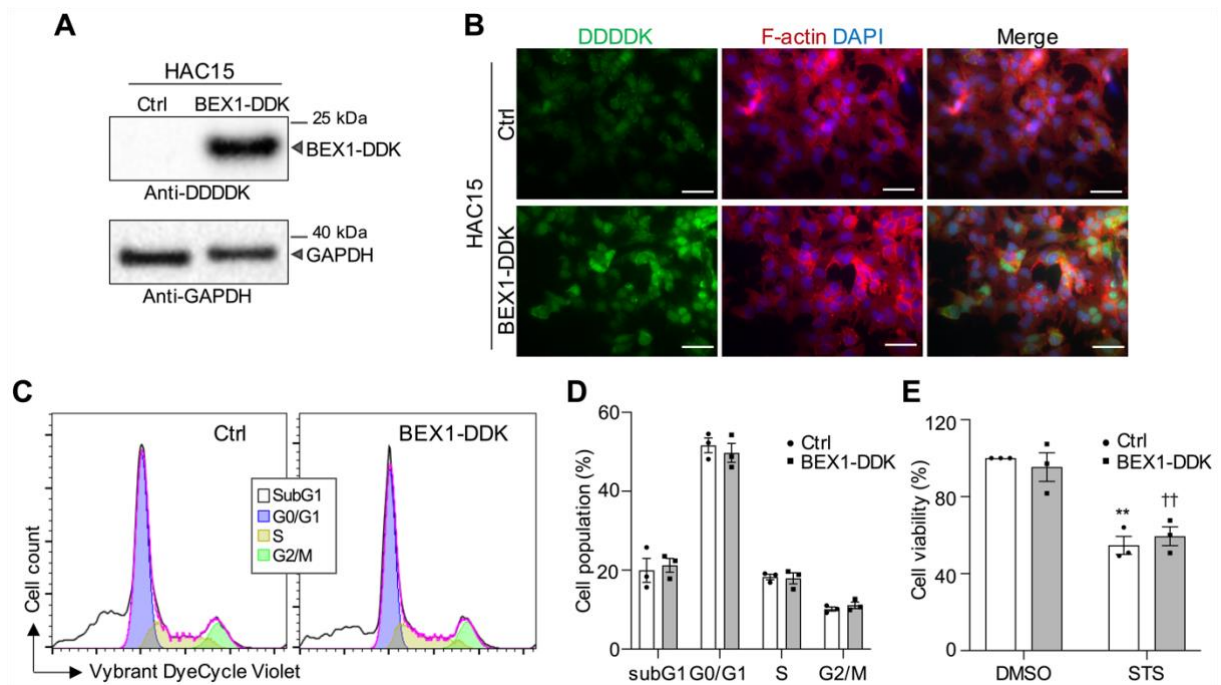 A
HAC15
Ctrl BEX1-DDK
25 kDa
BEX1-DDK
Anti-DDDDK
40 kDa
GAPDH
Anti-GAPDH
B
DDDDK F-actin DAPI Merge
HAC15
Ctrl
BEX1-DDK
C
Ctrl
BEX1-DDK
SubG1
G0/G1
S
G2/M
Cell count
Vybrant DyeCycle Violet
D
Cell population (%)
60
40
20
0
Ctrl
BEX1-DDK
subG1 G0/G1 S G2/M
E
Cell viability (%)
120
80
40
0
Ctrl
BEX1-DDK
**
††
DMSO STS